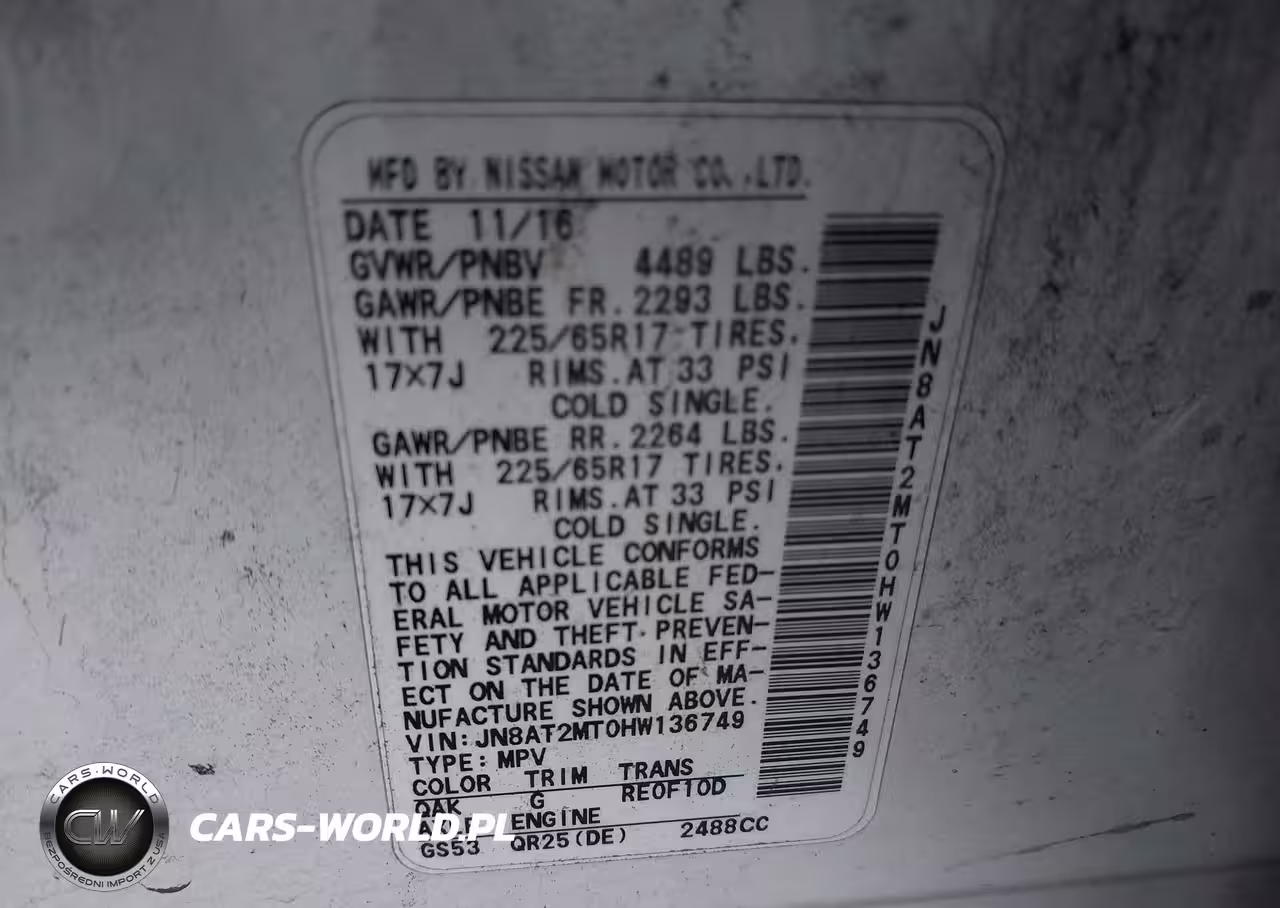 MFD BY NISSAN MOTOR CO.,LTD.
DATE 11/16
GVWR/PNBV 4489 LBS.
GAWR/PNBE FR. 2293 LBS.
WITH 225/65R17 TIRES.
17×7J RIMS.AT 33 PSI
COLD SINGLE.
GAWR/PNBE RR. 2264 LBS.
WITH 225/65R17 TIRES.
17×7J RIMS.AT 33 PSI
COLD SINGLE.
THIS VEHICLE CONFORMS
TO ALL APPLICABLE FED-
ERAL MOTOR VEHICLE SA-
FETY AND THEFT PREVEN-
TION STANDARDS IN EFF-
ECT ON THE DATE OF MA-
NUFACTURE SHOWN ABOVE.
VIN:JN8AT2MT0HW136749
TYPE:MPV
COLOR TRIM TRANS
QAK G RE0F10D
AXLE ENGINE
GS53 QR25(DE) 2488CC
JN8AT2MT0HW136749
CARS-WORLD
CW
BEZPOŚREDNI IMPORT Z USA
CARS-WORLD.PL